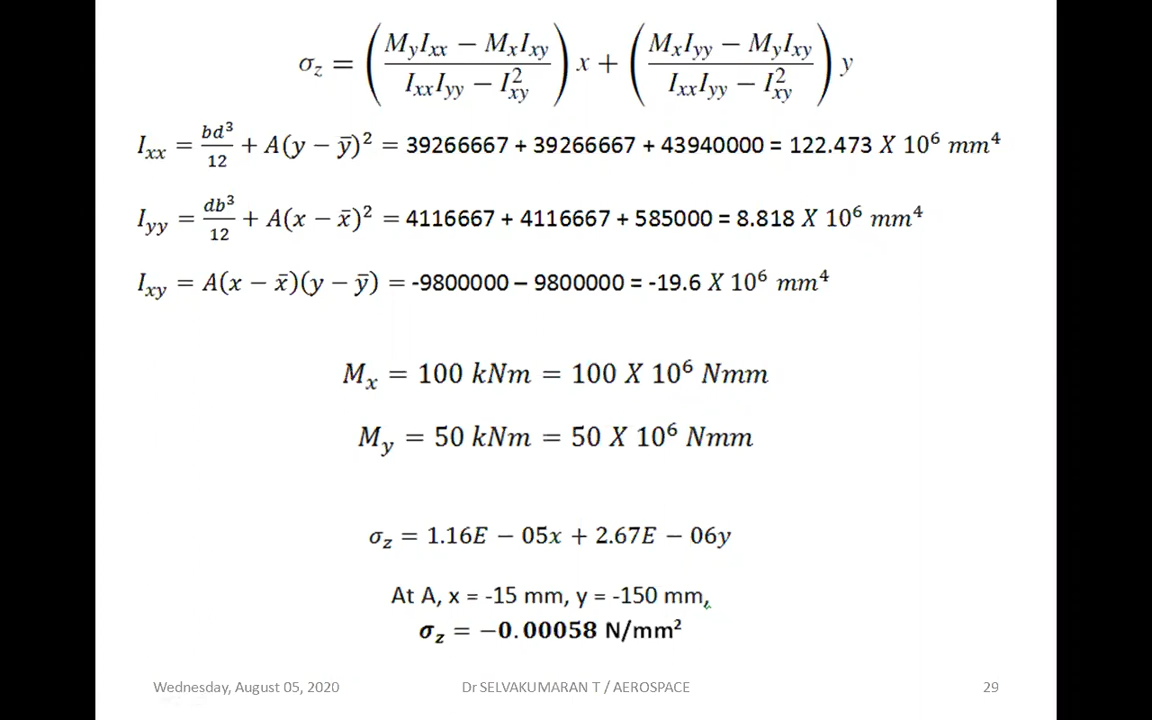 σz = ( (MyIxx − MxIxy) / (IxxIyy − I²xy) ) x + ( (MxIyy − MyIxy) / (IxxIyy − I²xy) ) y
Ixx = bd³/12 + A(y − ȳ)² = 39266667 + 39266667 + 43940000 = 122.473 X 10⁶ mm⁴
Iyy = db³/12 + A(x − x̄)² = 4116667 + 4116667 + 585000 = 8.818 X 10⁶ mm⁴
Ixy = A(x − x̄)(y − ȳ) = -9800000 – 9800000 = -19.6 X 10⁶ mm⁴
Mx = 100 kNm = 100 X 10⁶ Nmm
My = 50 kNm = 50 X 10⁶ Nmm
σz = 1.16E − 05x + 2.67E − 06y
At A, x = -15 mm, y = -150 mm,
σz = −0.00058 N/mm²
Wednesday, August 05, 2020
Dr SELVAKUMARAN T / AEROSPACE
29